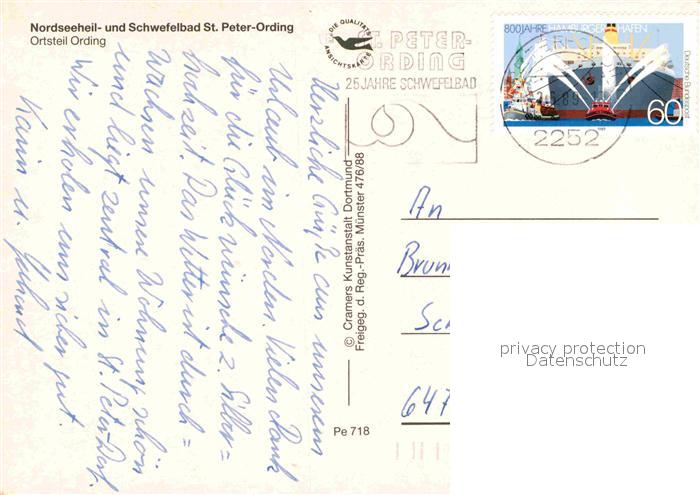 Nordseeheil- und Schwefelbad St. Peter-Ording
Ortsteil Ording
DIE QUALITÄTS
ANSICHTSKARTE
ST. PETER-
ORDING
25 JAHRE SCHWEFELBAD
800 JAHRE HAMBURGER HAFEN
Deutsche Bundespost
60
2252
Herzliche Grüße aus unserem
Urlaub im Norden. Vielen Dank
für die Glückwünsche z. Silber=
hochzeit. Das Wetter ist durch=
wachsen unsere Wohnung schön
und liegt zentral in St. Peter-Dorf.
Wir erholen uns sicher gut.
Karin u.
© Cramers Kunstanstalt Dortmund
Freigeg. d. Reg.-Präs. Münster 476/88
Pe 718
An
647
privacy protection
Datenschutz